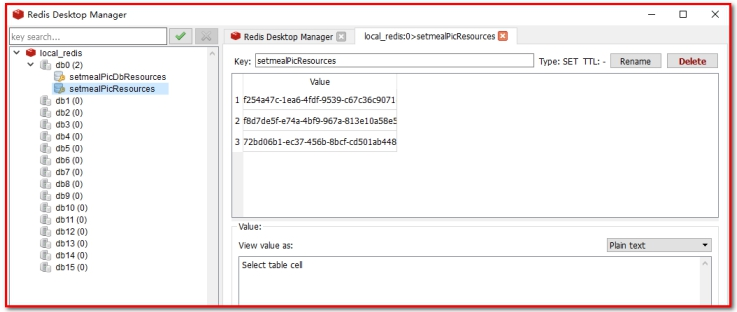 Redis Desktop Manager
key search...
local_redis
db0 (2)
setmealPicDbResources
setmealPicResources
db1 (0)
db2 (0)
db3 (0)
db4 (0)
db5 (0)
db6 (0)
db7 (0)
db8 (0)
db9 (0)
db10 (0)
db11 (0)
db12 (0)
db13 (0)
db14 (0)
db15 (0)
Redis Desktop Manager
local_redis:0>setmealPicResources
Key: setmealPicResources Type: SET TTL: - Rename Delete
Value
1 f254a47c-1ea6-4fdf-9539-c67c36c9071
2 f8d7de5f-e74a-4bf9-967a-813e10a58e5
3 72bd06b1-ec37-456b-8bcf-cd501ab448
Value:
View value as: Plain text
Select table cell